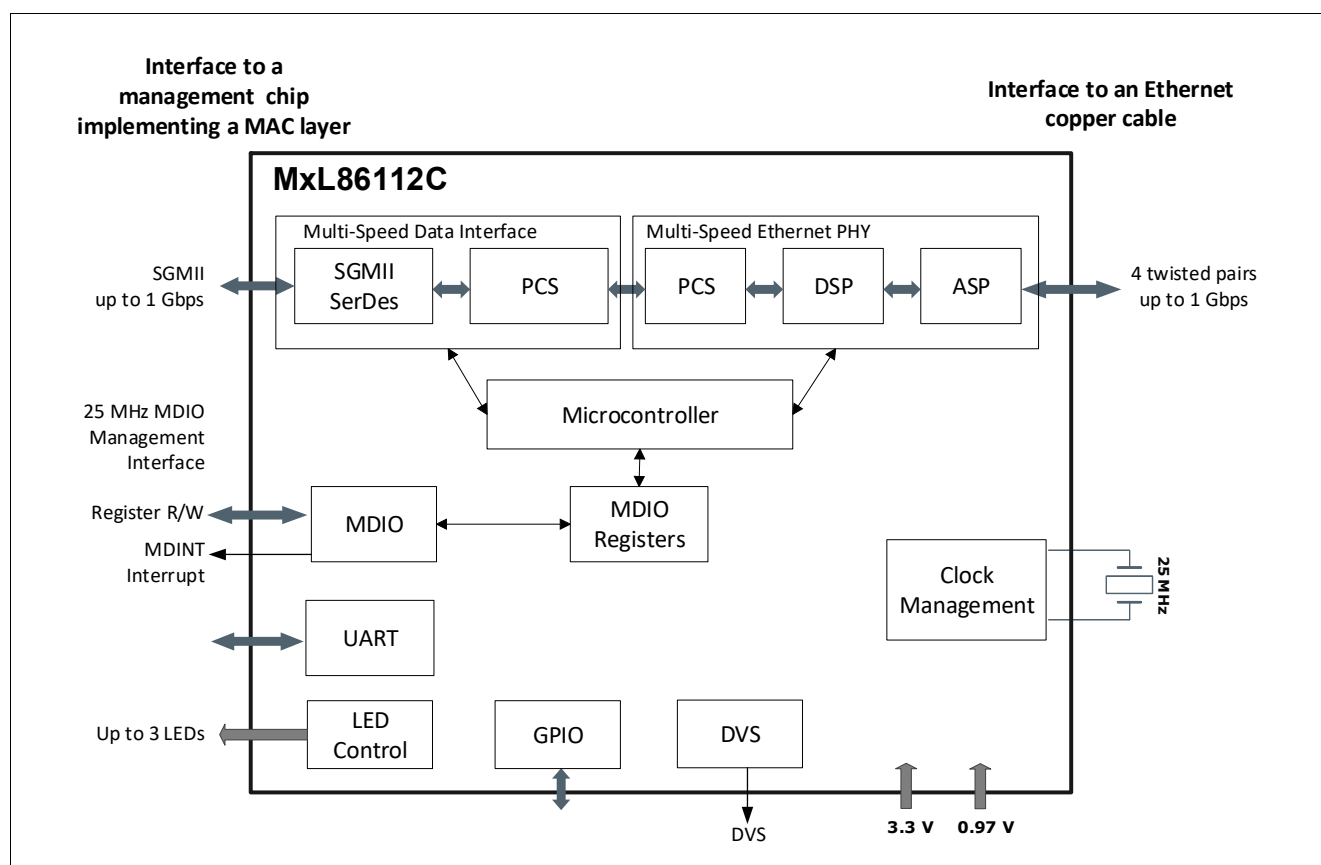 Interface to a
management chip
implementing a MAC layer
Interface to an Ethernet
copper cable
MxL86112C
Multi-Speed Data Interface
Multi-Speed Ethernet PHY
SGMII
up to 1 Gbps
SGMII
SerDes
PCS
PCS
DSP
ASP
4 twisted pairs
up to 1 Gbps
Microcontroller
25 MHz MDIO
Management
Interface
Register R/W
MDINT
Interrupt
MDIO
MDIO
Registers
Clock
Management
25 MHz
UART
Up to 3 LEDs
LED
Control
GPIO
DVS
DVS
3.3 V
0.97 V